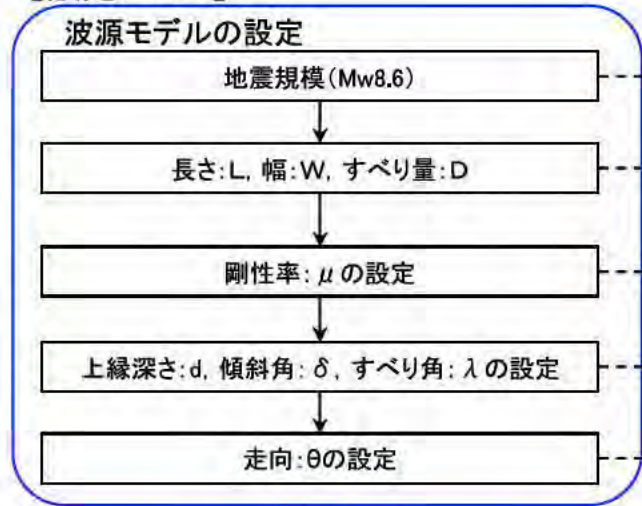 波源モデルの設定
地震規模(Mw8.6)
長さ:L, 幅:W, すべり量:D
剛性率:μの設定
上縁深さ:d, 傾斜角:δ, すべり角:λの設定
走向:θの設定